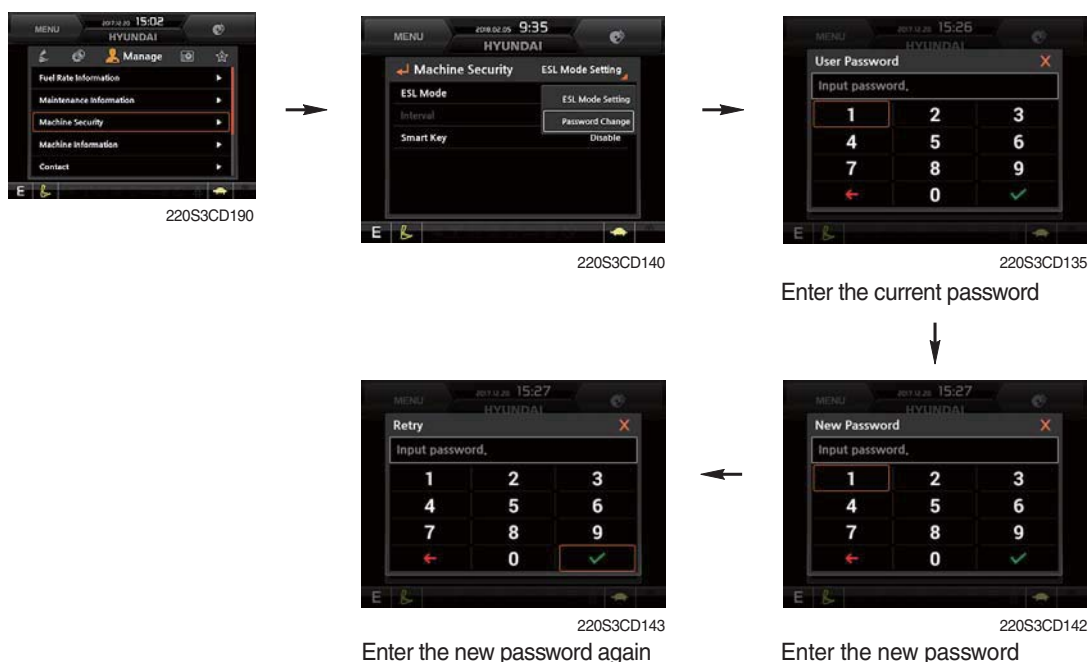 MENU 15:02
HYUNDAI
Manage
Fuel Rate Information
Maintenance Information
Machine Security
Machine Information
Contact
E
220S3CD190
MENU 2018.02.05 9:35
HYUNDAI
Machine Security ESL Mode Setting
ESL Mode
ESL Mode Setting
Interval
Password Change
Smart Key Disable
E
220S3CD140
MENU 15:26
HYUNDAI
User Password X
Input password.
1 2 3
4 5 6
7 8 9
0
E
220S3CD135
Enter the current password
MENU 15:27
HYUNDAI
New Password X
Input password.
1 2 3
4 5 6
7 8 9
0
E
220S3CD142
Enter the new password
MENU 15:27
HYUNDAI
Retry X
Input password.
1 2 3
4 5 6
7 8 9
0
E
220S3CD143
Enter the new password again